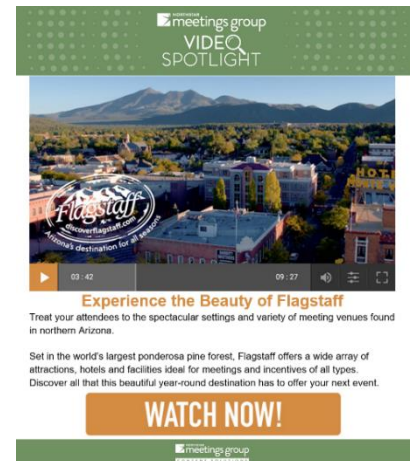 NORTHSTAR
meetings group
VIDEO
SPOTLIGHT
HOTEL
Flagstaff
discoverflagstaff.com
Arizona's destination for all seasons
03 : 42
09 : 27
Experience the Beauty of Flagstaff
Treat your attendees to the spectacular settings and variety of meeting venues found
in northern Arizona.
Set in the world's largest ponderosa pine forest, Flagstaff offers a wide array of
attractions, hotels and facilities ideal for meetings and incentives of all types.
Discover all that this beautiful year-round destination has to offer your next event.
WATCH NOW!
NORTHSTAR
meetings group